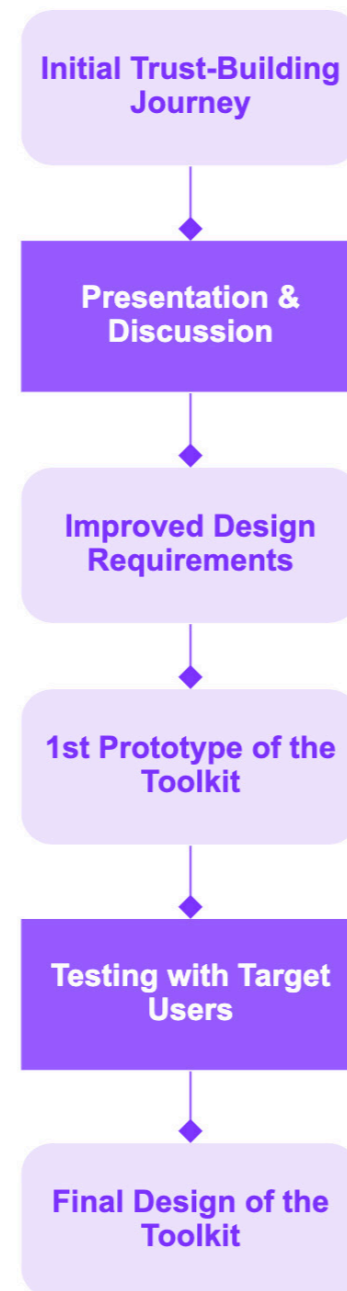 Initial Trust-Building
Journey
Presentation &
Discussion
Improved Design
Requirements
1st Prototype of the
Toolkit
Testing with Target
Users
Final Design of the
Toolkit